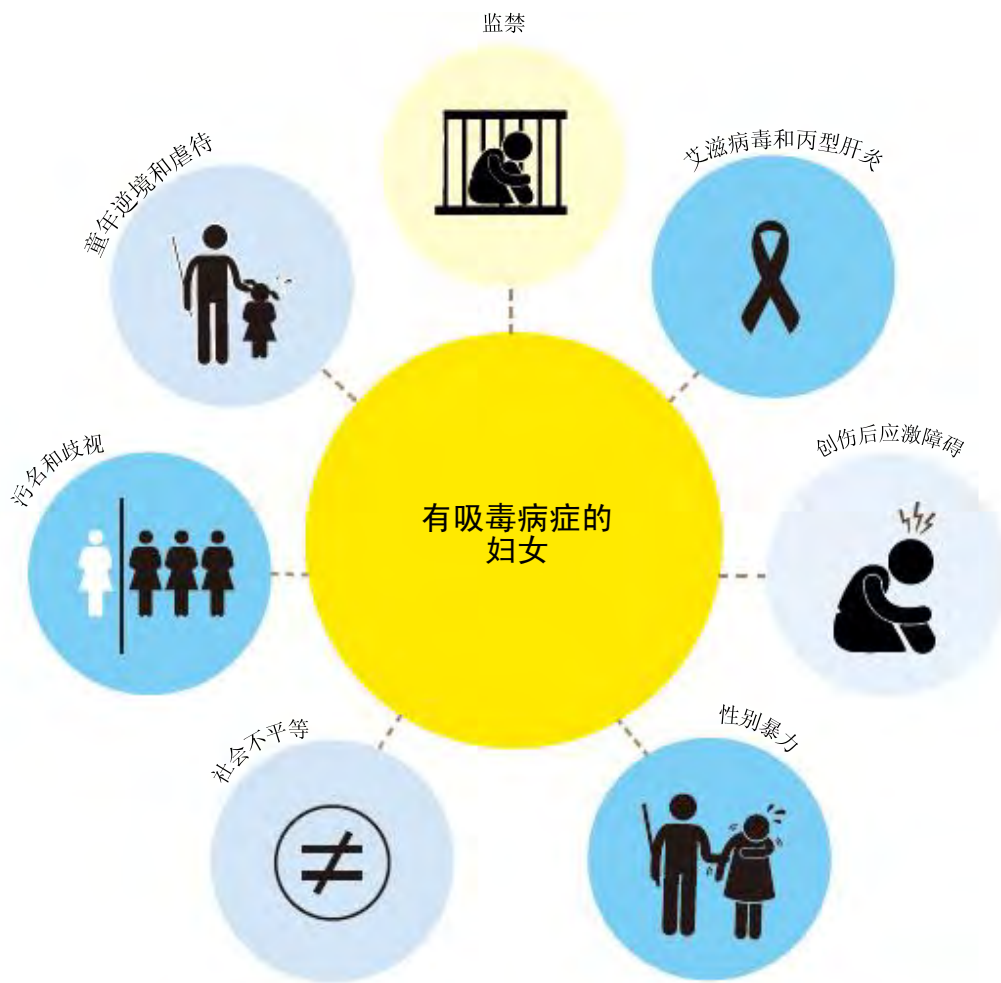 监禁
艾滋病毒和丙型肝炎
童年逆境和虐待
创伤后应激障碍
污名和歧视
有吸毒病症的
妇女
性别暴力
社会不平等